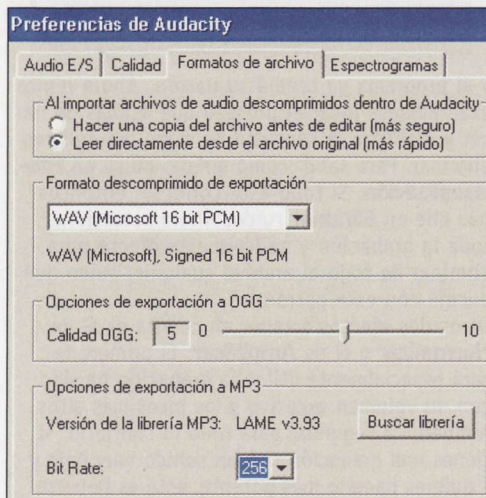 Preferencias de Audacity
Audio E/S Calidad Formatos de archivo Espectrogramas
Al importar archivos de audio descomprimidos dentro de Audacity
Hacer una copia del archivo antes de editar (más seguro)
Leer directamente desde el archivo original (más rápido)
Formato descomprimido de exportación
WAV (Microsoft 16 bit PCM)
WAV (Microsoft), Signed 16 bit PCM
Opciones de exportación a OGG
Calidad OGG: 5 0 10
Opciones de exportación a MP3
Versión de la librería MP3: LAME v3.93 Buscar librería
Bit Rate: 256